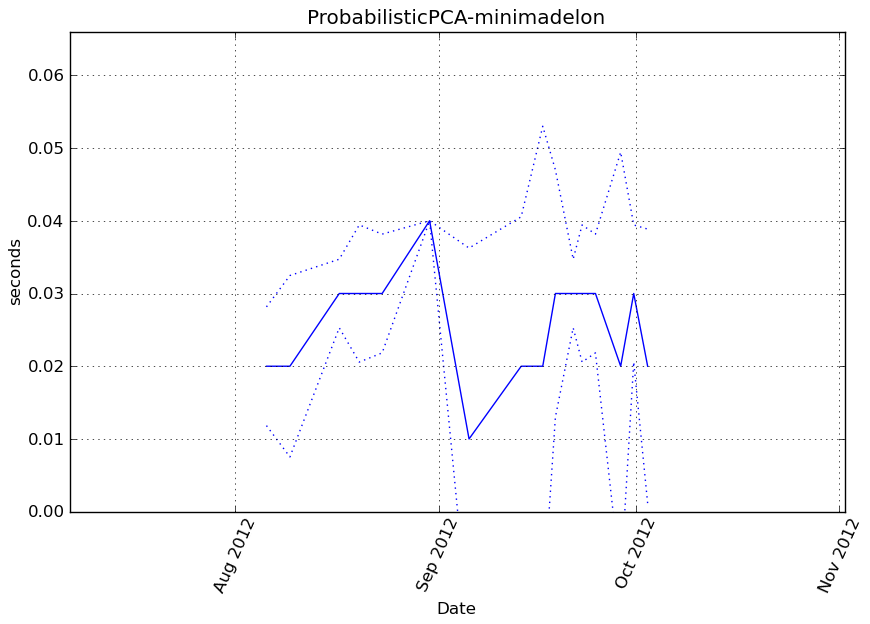 ProbabilisticPCA-minimadelon
0.06
0.05
0.04
0.03
0.02
0.01
0.00
seconds
Aug 2012
Sep 2012
Oct 2012
Nov 2012
Date